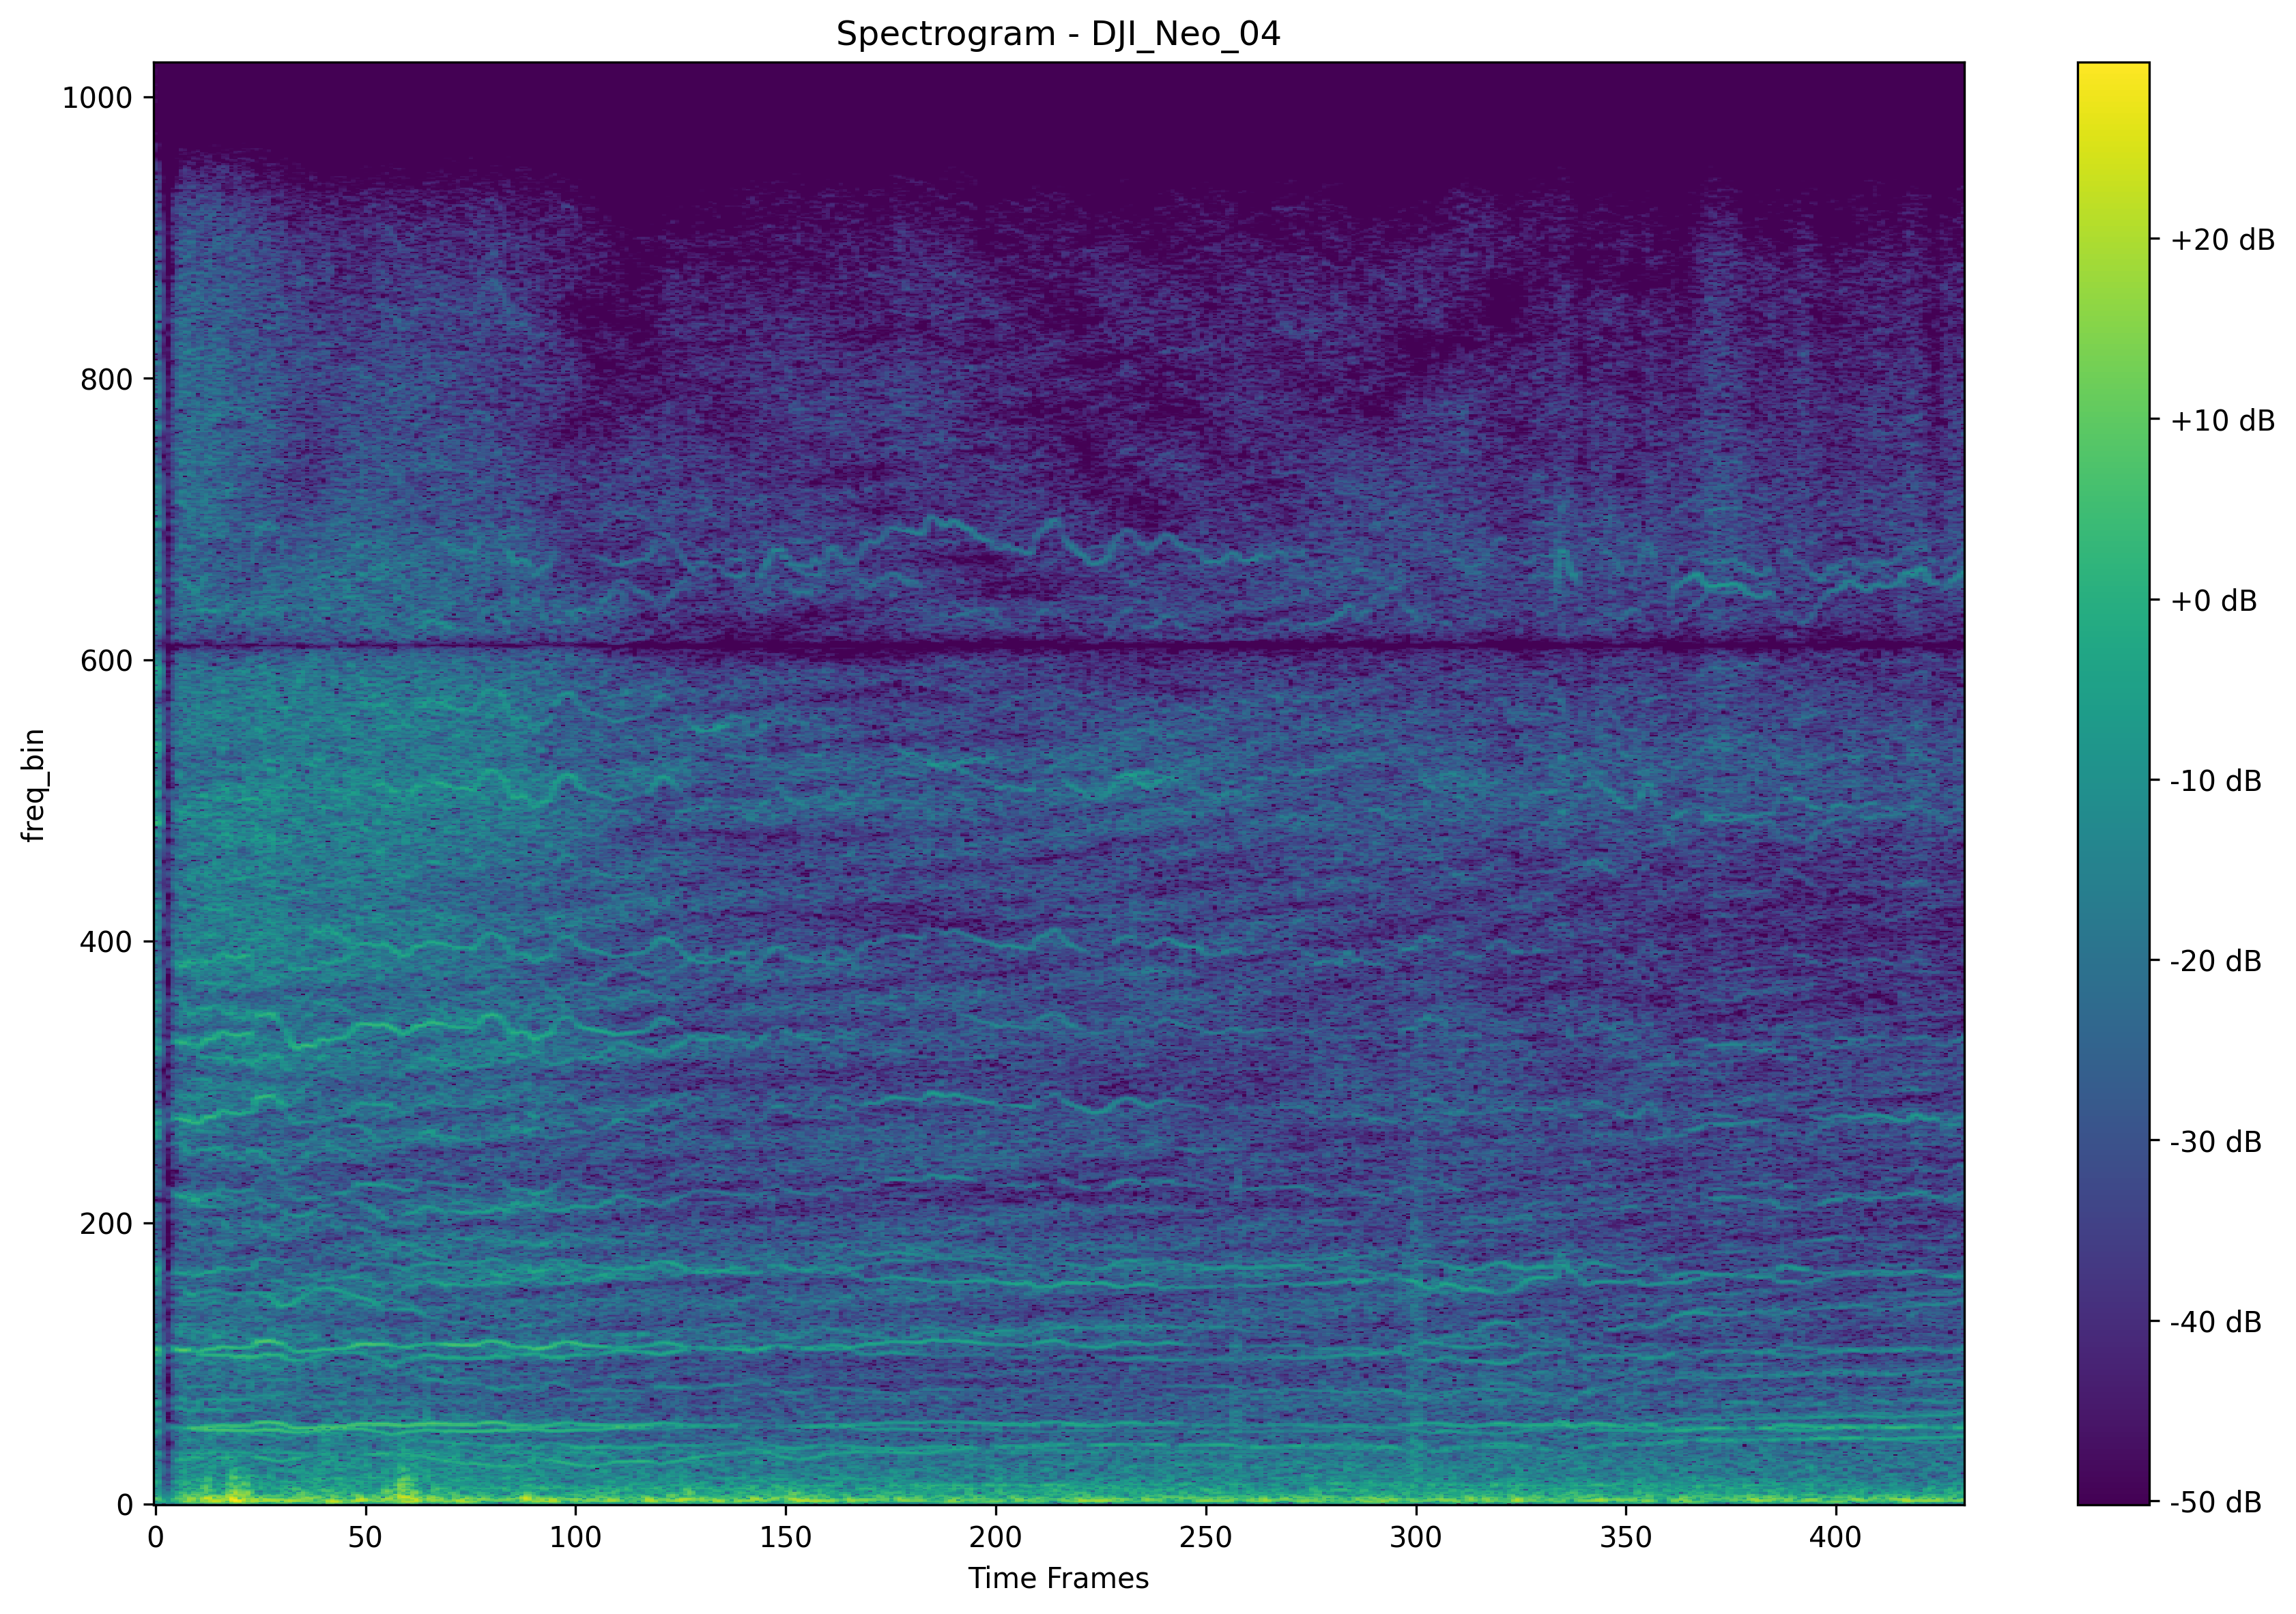 Spectrogram - DJI_Neo_04
1000
800
600
400
200
0
freq_bin
0 50 100 150 200 250 300 350 400
Time Frames
+20 dB
+10 dB
+0 dB
-10 dB
-20 dB
-30 dB
-40 dB
-50 dB